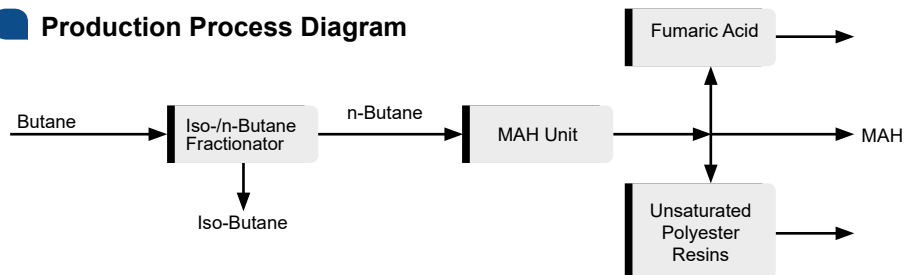 Production Process Diagram
Fumaric Acid
Butane
Iso-/n-Butane
Fractionator
n-Butane
MAH Unit
MAH
Iso-Butane
Unsaturated
Polyester
Resins